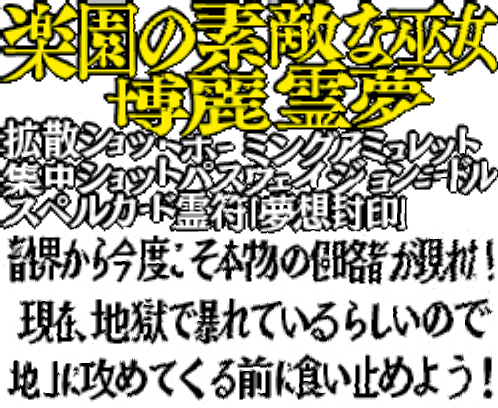 楽園の素敵な巫女
博麗 霊夢
拡散ショット ホーミングアミュレット
集中ショット パスウェイジョンニードル
スペルカード 霊符「夢想封印」
から今度こそ本物の侵略者が現れ!
現在、地獄で暴れているらしいので
地上に攻めてくる前に食い止めよう!